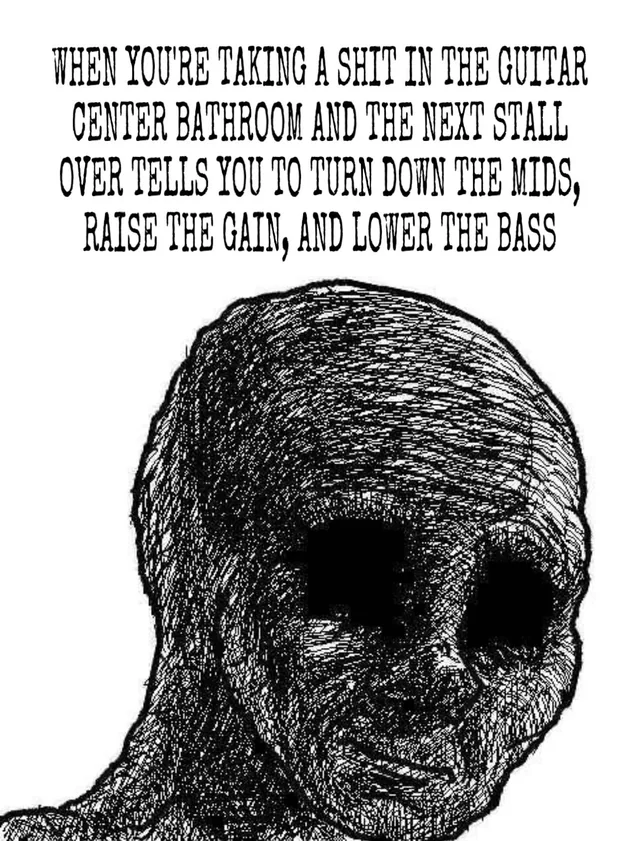 WHEN YOU'RE TAKING A SHIT IN THE GUITAR
CENTER BATHROOM AND THE NEXT STALL
OVER TELLS YOU TO TURN DOWN THE MIDS,
RAISE THE GAIN, AND LOWER THE BASS